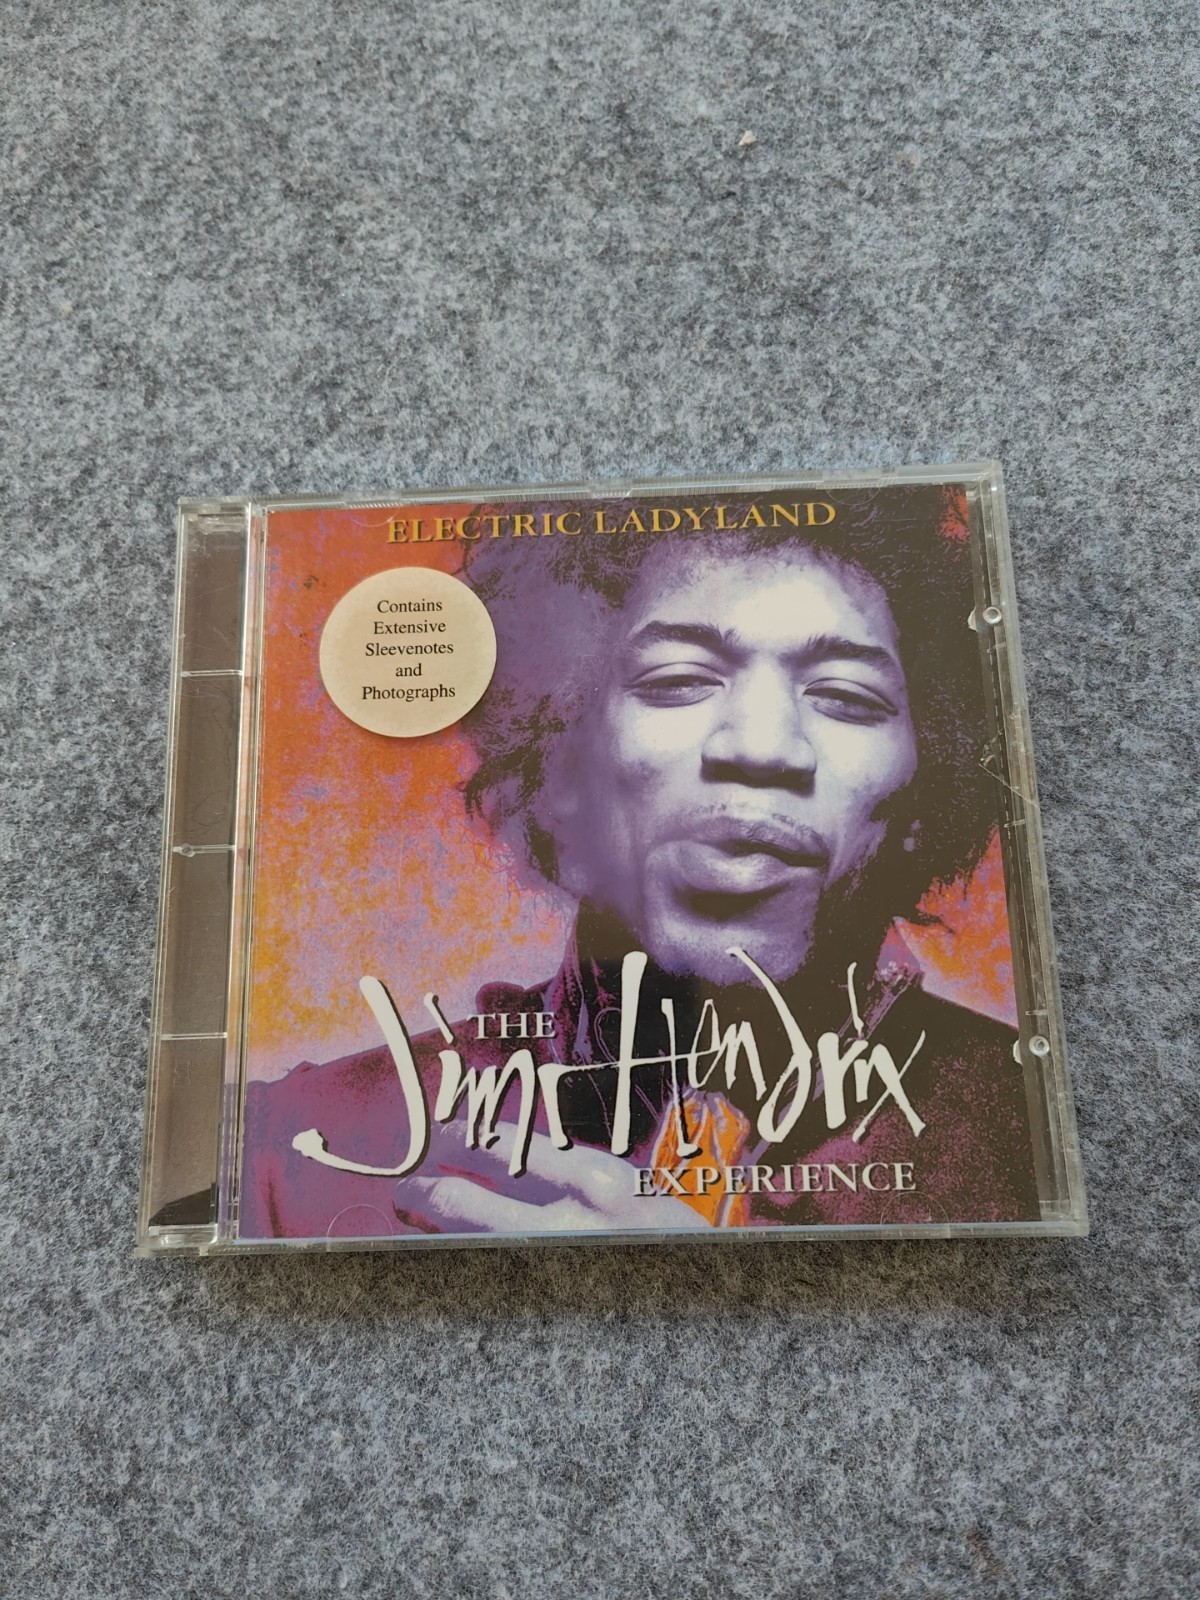 ELECTRIC LADYLAND
Contains
Extensive
Sleevenotes
and
Photographs
THE
Jimi Hendrix
EXPERIENCE